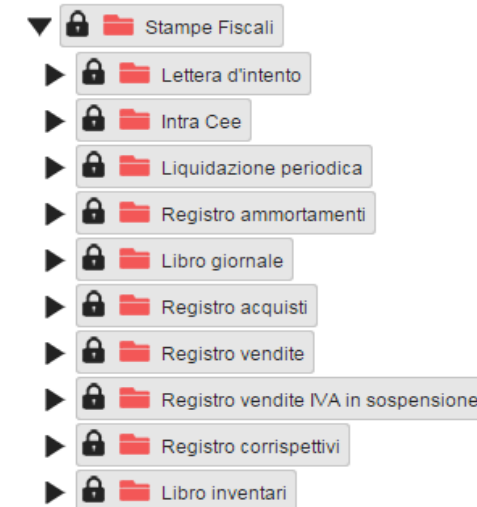 Stampe Fiscali
Lettera d'intento
Intra Cee
Liquidazione periodica
Registro ammortamenti
Libro giornale
Registro acquisti
Registro vendite
Registro vendite IVA in sospensione
Registro corrispettivi
Libro inventari